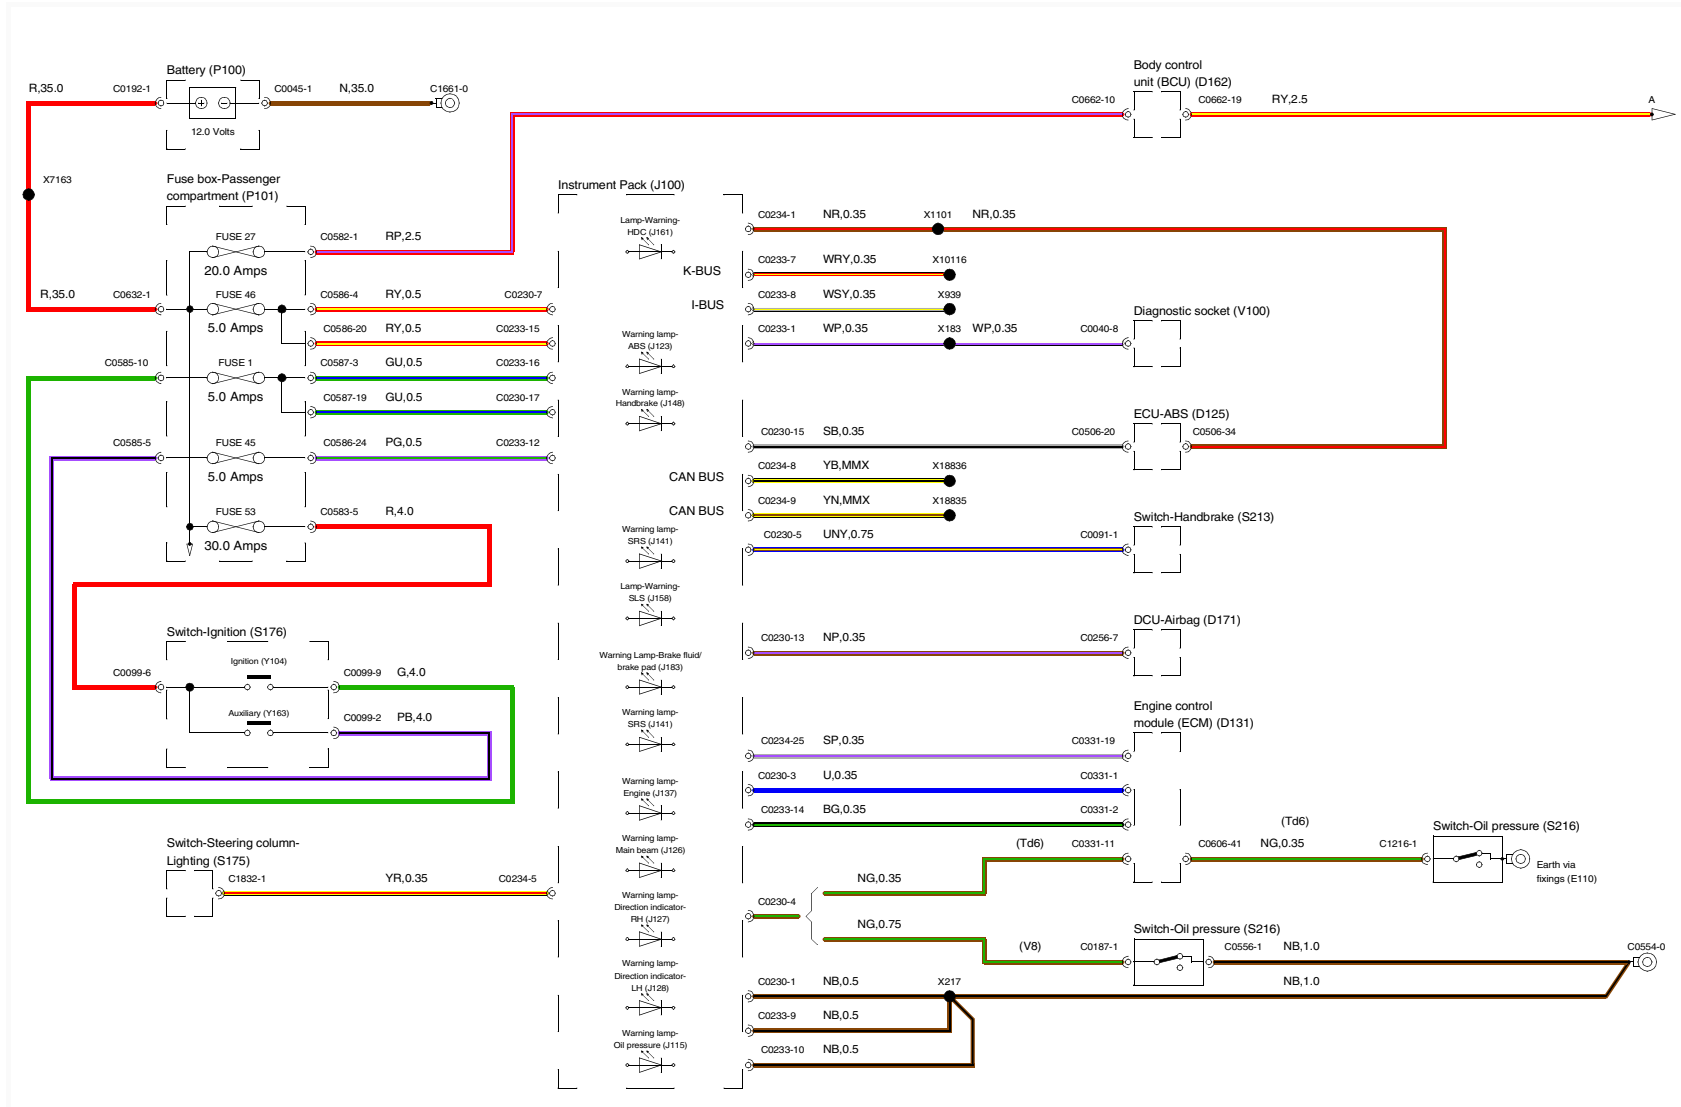 Battery (P100)
R,35.0
C0192-1
C0045-1
N,35.0
C1661-0
12.0 Volts
X7163
Fuse box-Passenger
compartment (P101)
FUSE 27
20.0 Amps
C0582-1
RP,2.5
R,35.0
C0632-1
FUSE 46
5.0 Amps
C0586-4
RY,0.5
C0230-7
C0586-20
RY,0.5
C0233-15
C0585-10
FUSE 1
5.0 Amps
C0587-3
GU,0.5
C0233-16
C0587-19
GU,0.5
C0230-17
C0585-5
FUSE 45
5.0 Amps
C0586-24
PG,0.5
C0233-12
FUSE 53
30.0 Amps
C0583-5
R,4.0
Switch-Ignition (S176)
Ignition (Y104)
C0099-6
C0099-9
G,4.0
Auxiliary (Y163)
C0099-2
PB,4.0
Switch-Steering column-
Lighting (S175)
C1832-1
YR,0.35
C0234-5
Instrument Pack (J100)
Lamp-Warning-
HDC (J161)
K-BUS
I-BUS
Warning lamp-
ABS (J123)
Warning lamp-
Handbrake (J148)
CAN BUS
CAN BUS
Warning lamp-
SRS (J141)
Lamp-Warning-
SLS (J158)
Warning Lamp-Brake fluid/
brake pad (J183)
Warning lamp-
SRS (J141)
Warning lamp-
Engine (J137)
Warning lamp-
Main beam (J126)
Warning lamp-
Direction indicator-
RH (J127)
Warning lamp-
Direction indicator-
LH (J128)
Warning lamp-
Oil pressure (J115)
Body control
unit (BCU) (D162)
C0662-10
C0662-19
RY,2.5
A
C0234-1
NR,0.35
X1101
NR,0.35
C0233-7
WRY,0.35
X10116
C0233-8
WSY,0.35
X939
C0233-1
WP,0.35
X183
WP,0.35
C0040-8
Diagnostic socket (V100)
ECU-ABS (D125)
C0230-15
SB,0.35
C0506-20
C0506-34
C0234-8
YB,MMX
X18836
C0234-9
YN,MMX
X18835
Switch-Handbrake (S213)
C0230-5
UNY,0.75
C0091-1
DCU-Airbag (D171)
C0230-13
NP,0.35
C0256-7
Engine control
module (ECM) (D131)
C0234-25
SP,0.35
C0331-19
C0230-3
U,0.35
C0331-1
C0233-14
BG,0.35
C0331-2
(Td6)
C0331-11
C0606-41
(Td6)
NG,0.35
C1216-1
Switch-Oil pressure (S216)
Earth via
fixings (E110)
NG,0.35
C0230-4
NG,0.75
(V8)
C0187-1
Switch-Oil pressure (S216)
C0556-1
NB,1.0
C0554-0
C0230-1
NB,0.5
X217
NB,1.0
C0233-9
NB,0.5
C0233-10
NB,0.5